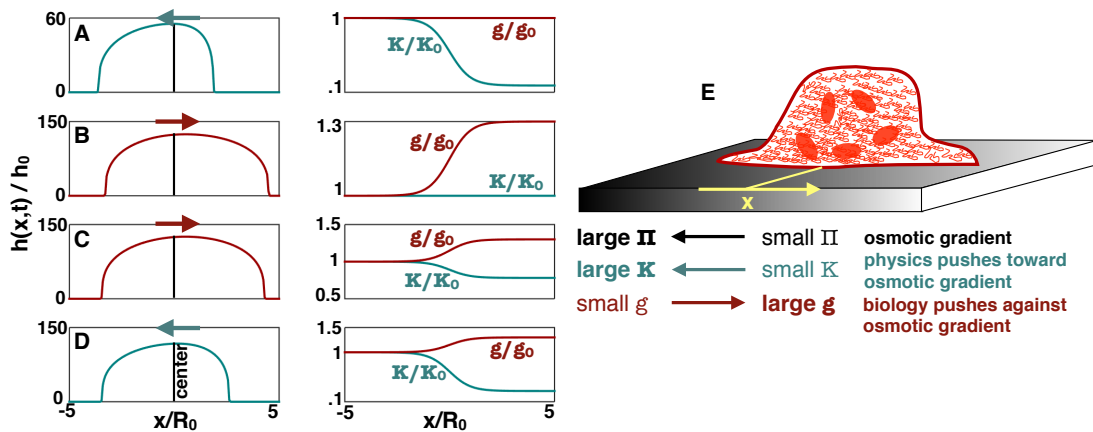 h(x,t) / h₀
60
A
0
1
g/g₀
K/K₀
.1
150
B
0
1.3
g/g₀
1
K/K₀
150
C
0
1.5
g/g₀
1
K/K₀
0.5
150
D
center
0
-5
5
x/R₀
1
g/g₀
K/K₀
.1
-5
5
x/R₀
E
x
large Π
small Π
osmotic gradient
large K
small K
physics pushes toward
osmotic gradient
small g
large g
biology pushes against
osmotic gradient